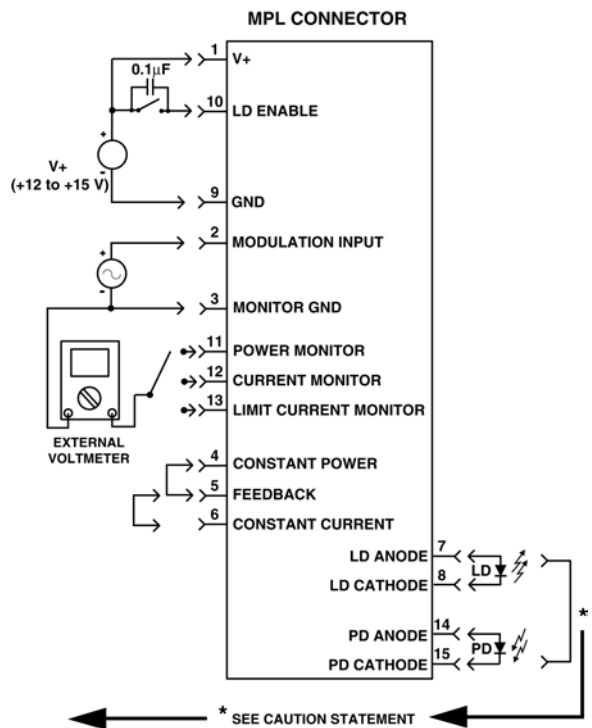 MPL CONNECTOR
1
V+
0.1µF
10
LD ENABLE
+
V+
-
(+12 to +15 V)
9
GND
2
MODULATION INPUT
+
-
3
MONITOR GND
11
POWER MONITOR
12
CURRENT MONITOR
13
LIMIT CURRENT MONITOR
EXTERNAL
VOLTMETER
4
CONSTANT POWER
5
FEEDBACK
6
CONSTANT CURRENT
7
LD ANODE
LD
8
LD CATHODE
*
14
PD ANODE
PD
15
PD CATHODE
* SEE CAUTION STATEMENT